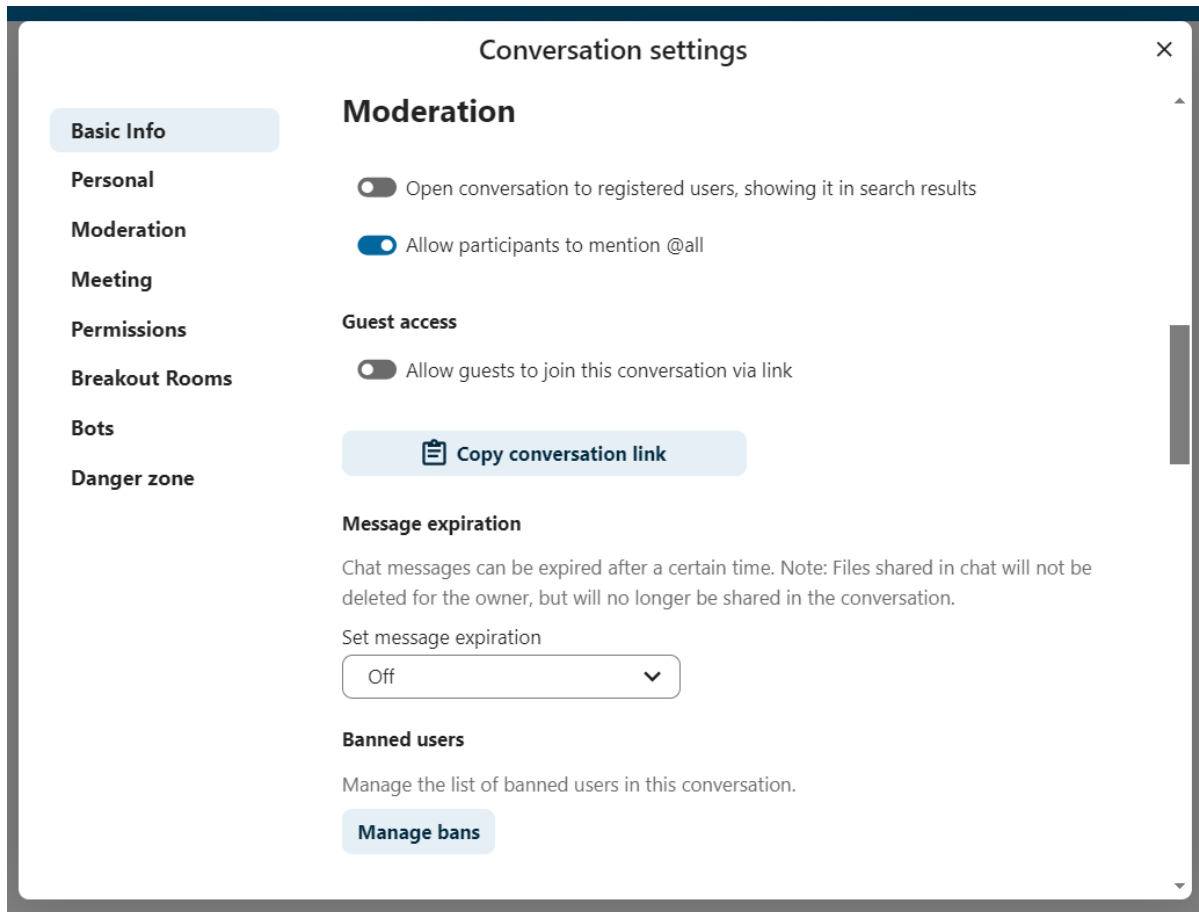 Conversation settings
Basic Info
Personal
Moderation
Meeting
Permissions
Breakout Rooms
Bots
Danger zone
Moderation
Open conversation to registered users, showing it in search results
Allow participants to mention @all
Guest access
Allow guests to join this conversation via link
Copy conversation link
Message expiration
Chat messages can be expired after a certain time. Note: Files shared in chat will not be
deleted for the owner, but will no longer be shared in the conversation.
Set message expiration
Off
Banned users
Manage the list of banned users in this conversation.
Manage bans